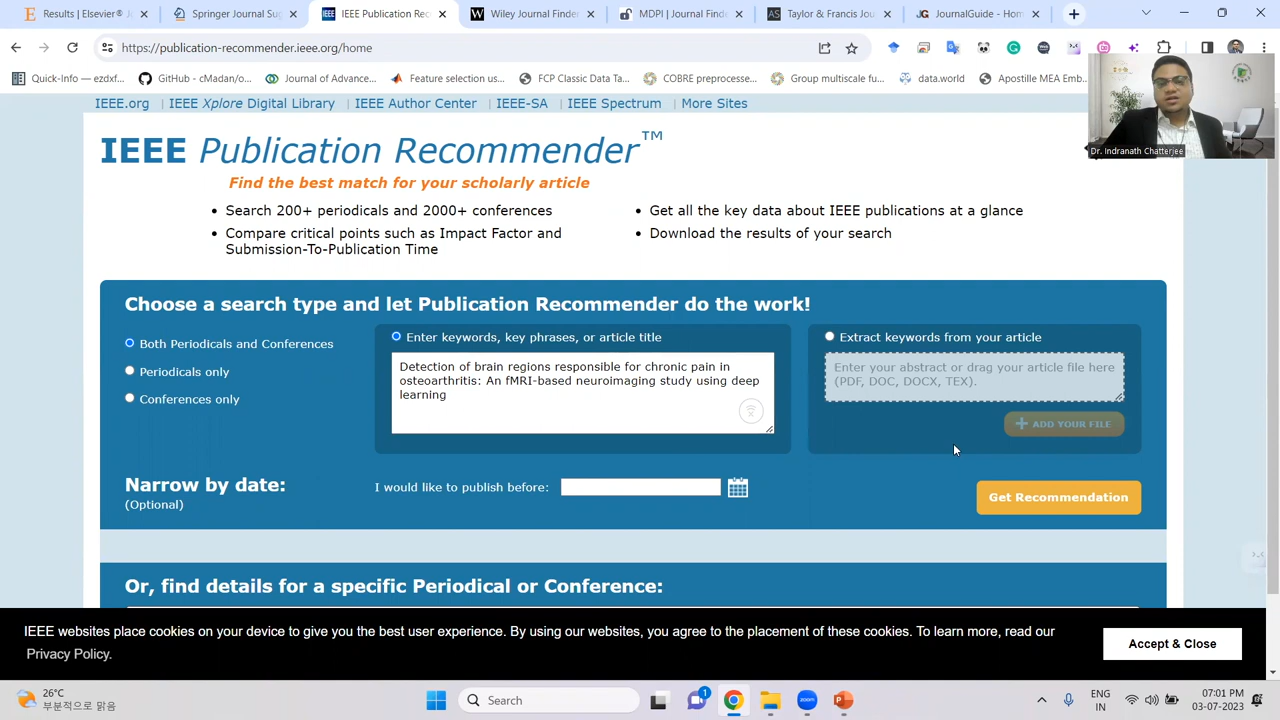 Results | Elsevier® J
Springer Journal Sug
IEEE Publication Rec
Wiley Journal Finder
MDPI | Journal Find
Taylor & Francis Jou
JournalGuide - Hom
https://publication-recommender.ieee.org/home
Quick-Info — ezdxf...
GitHub - cMadan/o...
Journal of Advance...
Feature selection us...
FCP Classic Data Ta...
COBRE preprocesse...
Group multiscale fu...
data.world
Apostille MEA Emb...
IEEE.org | IEEE Xplore Digital Library | IEEE Author Center | IEEE-SA | IEEE Spectrum | More Sites
Dr. Indranath Chatterjee
IEEE Publication Recommender™
Find the best match for your scholarly article
• Search 200+ periodicals and 2000+ conferences
• Compare critical points such as Impact Factor and
Submission-To-Publication Time
• Get all the key data about IEEE publications at a glance
• Download the results of your search
Choose a search type and let Publication Recommender do the work!
Both Periodicals and Conferences
Periodicals only
Conferences only
Enter keywords, key phrases, or article title
Detection of brain regions responsible for chronic pain in
osteoarthritis: An fMRI-based neuroimaging study using deep
learning
Extract keywords from your article
Enter your abstract or drag your article file here
(PDF, DOC, DOCX, TEX).
+ ADD YOUR FILE
Narrow by date:
(Optional)
I would like to publish before:
Get Recommendation
Or, find details for a specific Periodical or Conference:
IEEE websites place cookies on your device to give you the best user experience. By using our websites, you agree to the placement of these cookies. To learn more, read our
Privacy Policy.
Accept & Close
26°C
부분적으로 맑음
Search
1
ENG
IN
07:01 PM
03-07-2023